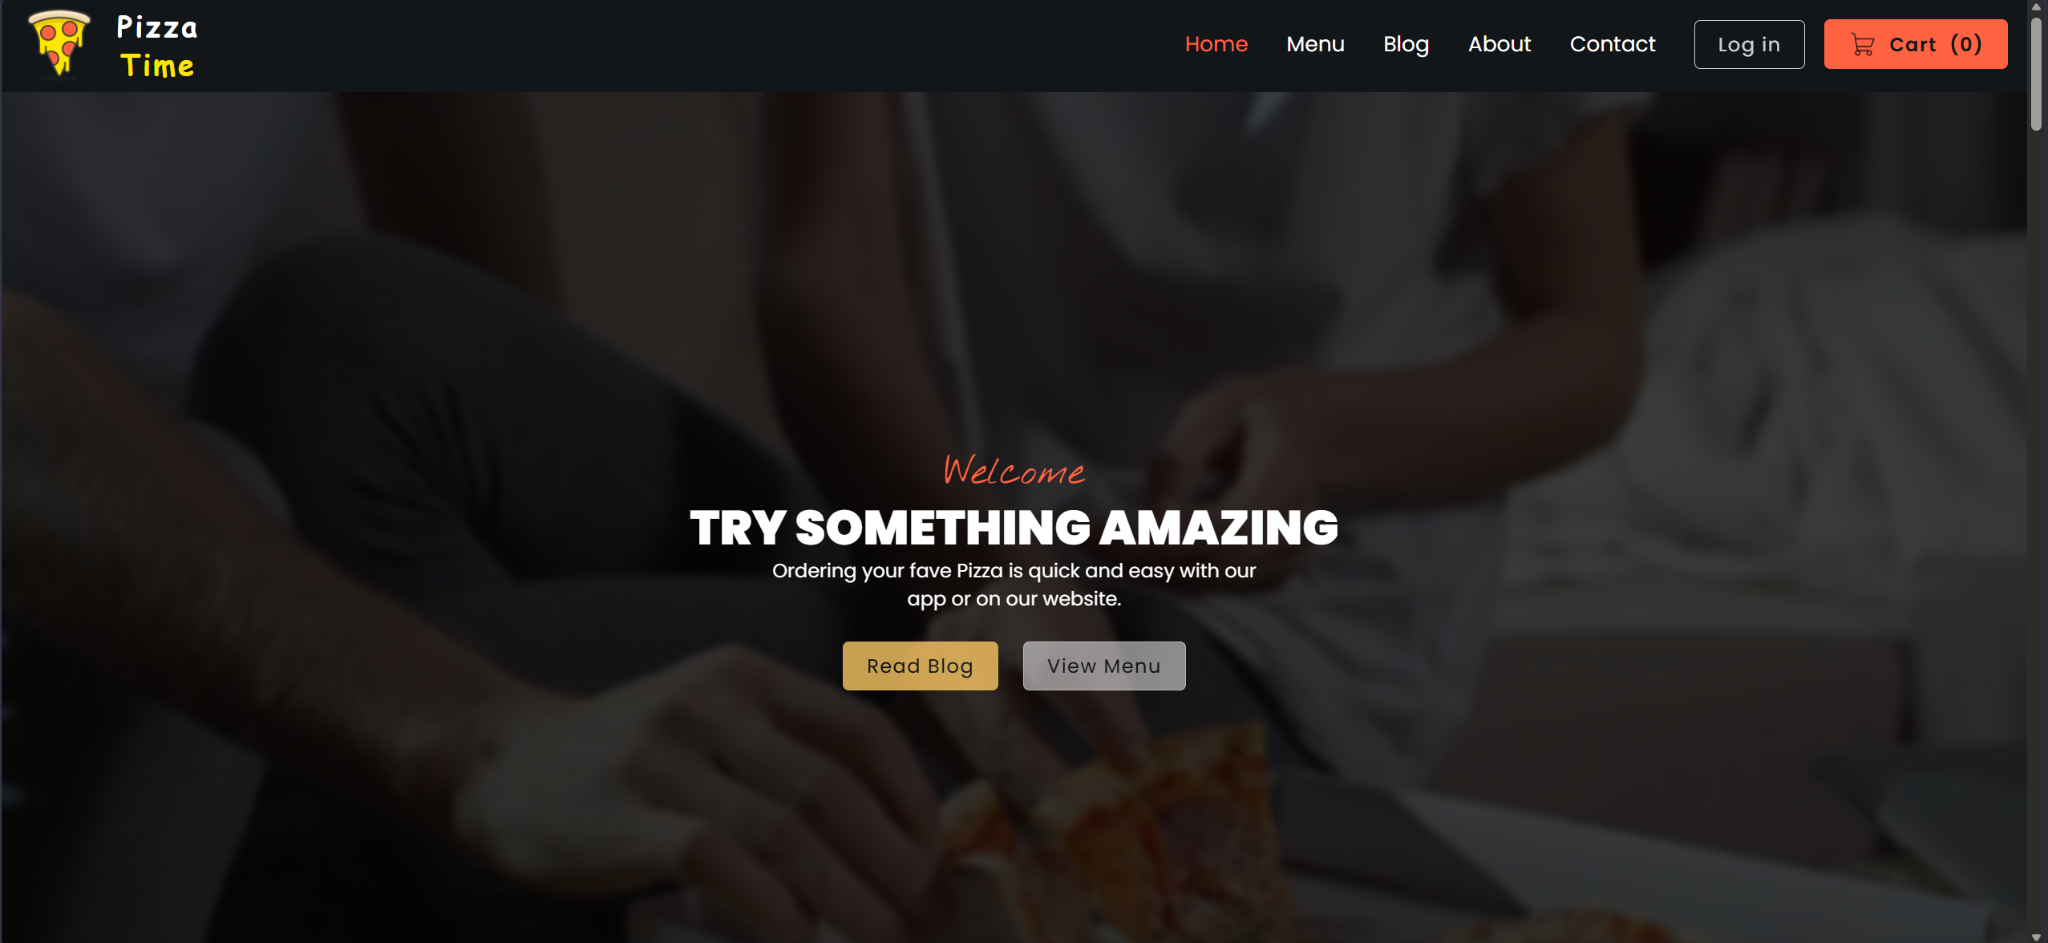 Pizza
Time
Home Menu Blog About Contact Log in Cart (0)
Welcome
TRY SOMETHING AMAZING
Ordering your fave Pizza is quick and easy with our
app or on our website.
Read Blog View Menu